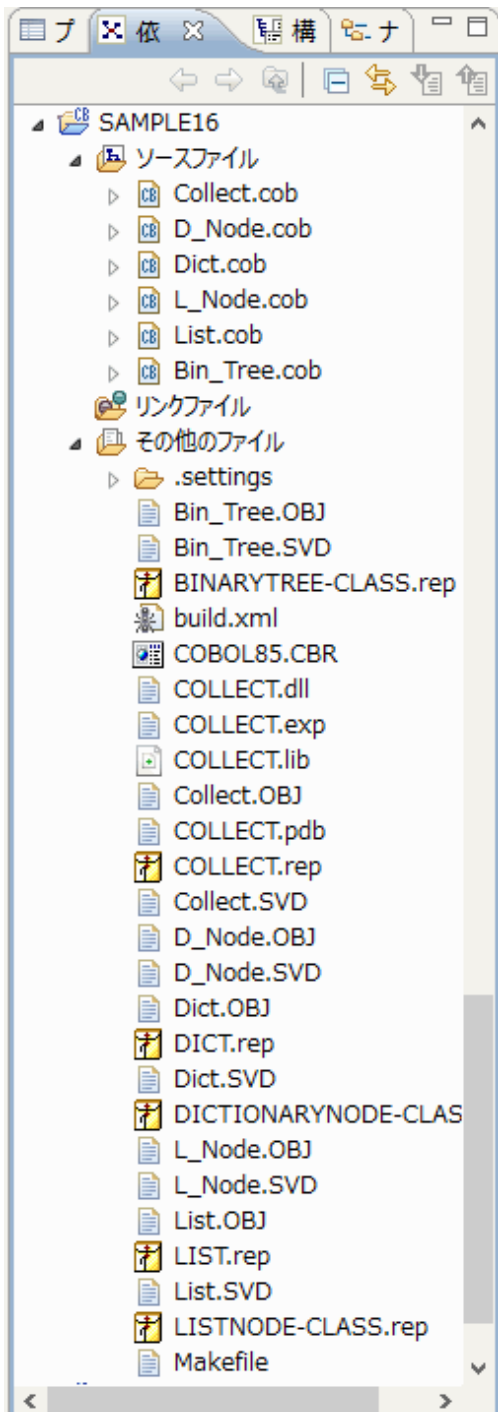 プ 依 構 ナ
SAMPLE16
ソースファイル
Collect.cob
D_Node.cob
Dict.cob
L_Node.cob
List.cob
Bin_Tree.cob
リンクファイル
その他のファイル
.settings
Bin_Tree.OBJ
Bin_Tree.SVD
BINARYTREE-CLASS.rep
build.xml
COBOL85.CBR
COLLECT.dll
COLLECT.exp
COLLECT.lib
Collect.OBJ
COLLECT.pdb
COLLECT.rep
Collect.SVD
D_Node.OBJ
D_Node.SVD
Dict.OBJ
DICT.rep
Dict.SVD
DICTIONARYNODE-CLAS
L_Node.OBJ
L_Node.SVD
List.OBJ
LIST.rep
List.SVD
LISTNODE-CLASS.rep
Makefile